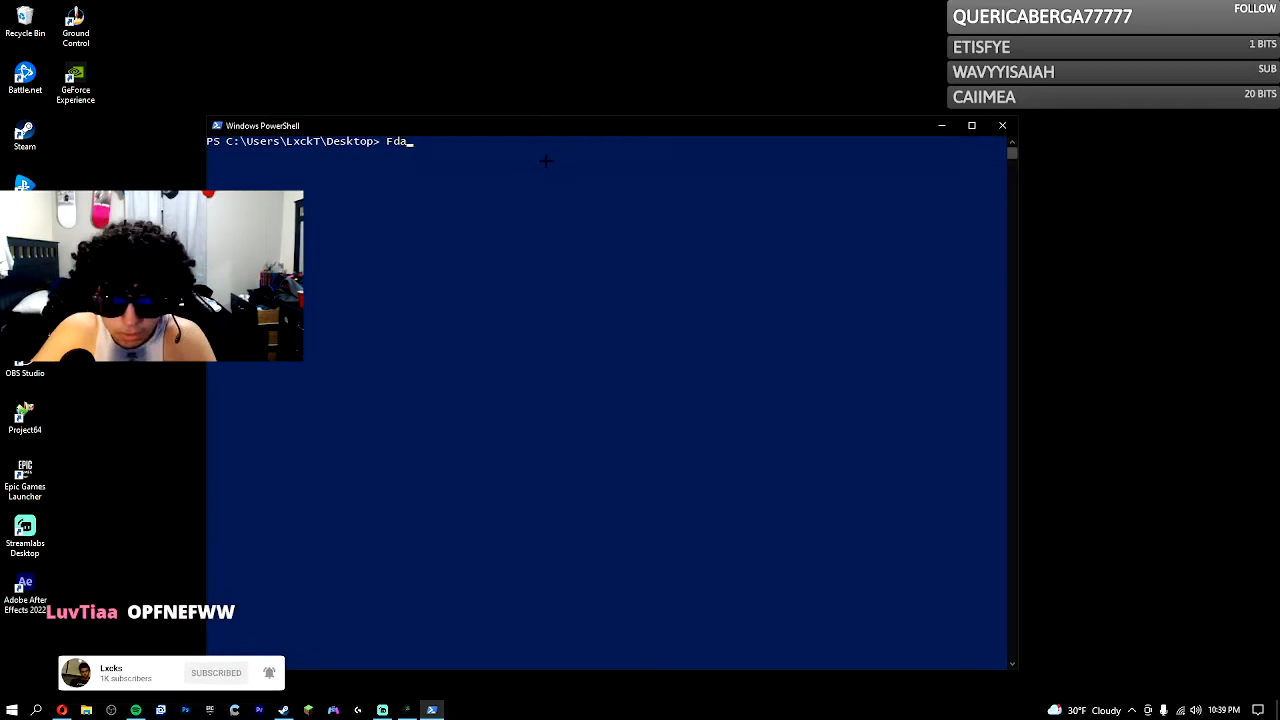 Recycle Bin
Ground Control
Battle.net
GeForce Experience
Steam
OBS Studio
Project64
Epic Games Launcher
Streamlabs Desktop
Adobe After Effects 2022
QUERICABERGA77777 FOLLOW
ETISFYE 1 BITS
WAVYYISAIAH SUB
CAIIMEA 20 BITS
Windows PowerShell
PS C:\Users\LxckT\Desktop> Fda_
LuvTiaa OPFNEFWW
Lxcks
1K subscribers
SUBSCRIBED
30°F Cloudy
10:39 PM